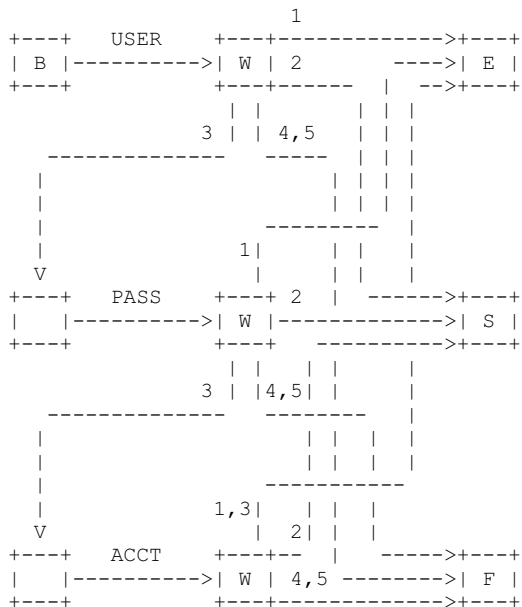 1
USER
B W 2 E
3 4,5
1
PASS 2
W S
3 4,5
1,3
2
ACCT
W 4,5 F